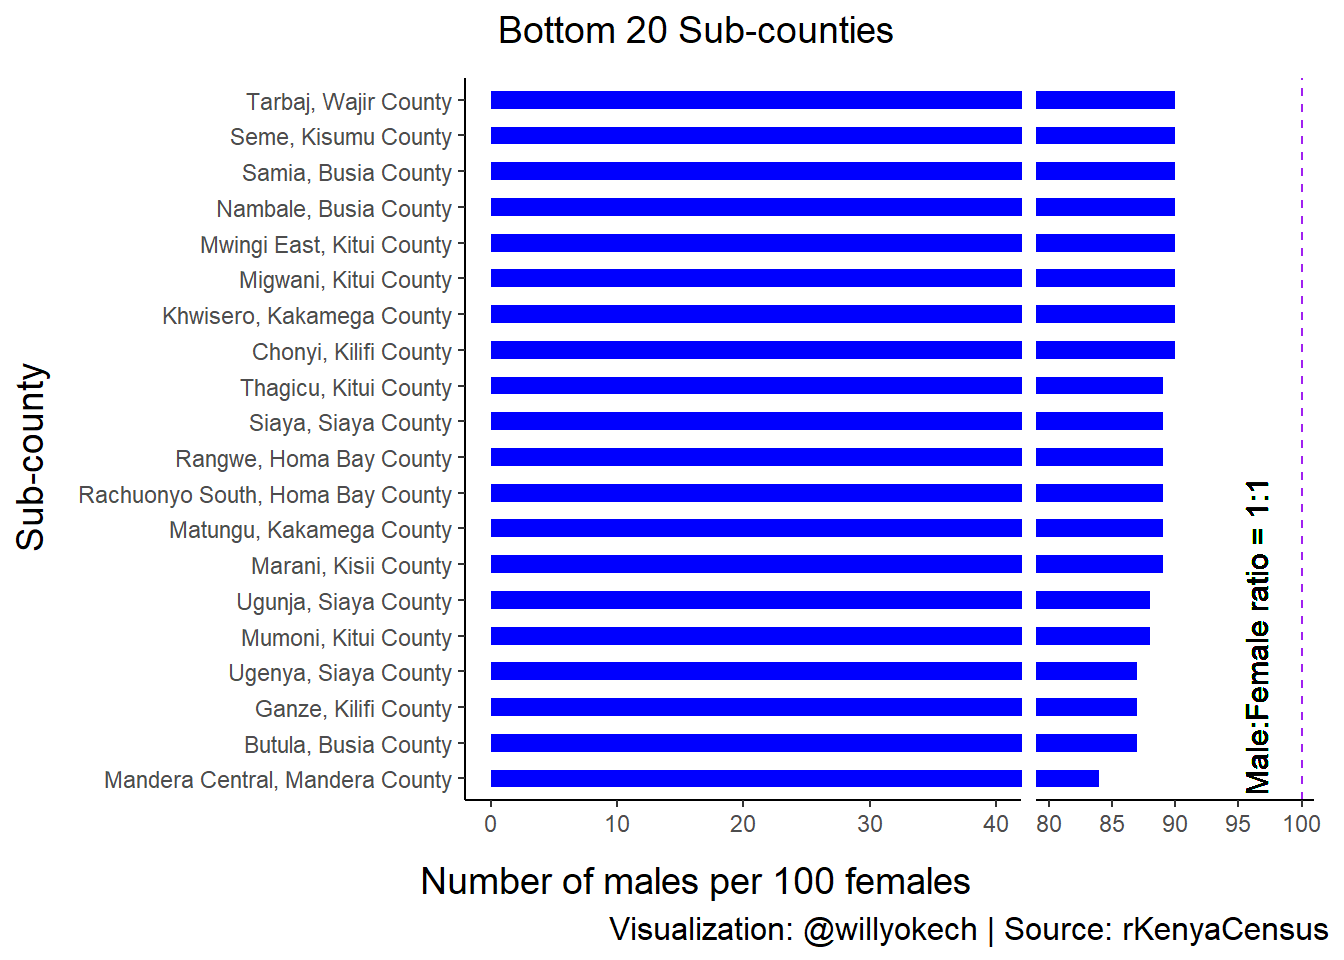 Bottom 20 Sub-counties
Sub-county
Tarbaj, Wajir County
Seme, Kisumu County
Samia, Busia County
Nambale, Busia County
Mwingi East, Kitui County
Migwani, Kitui County
Khwisero, Kakamega County
Chonyi, Kilifi County
Thagicu, Kitui County
Siaya, Siaya County
Rangwe, Homa Bay County
Rachuonyo South, Homa Bay County
Matungu, Kakamega County
Marani, Kisii County
Ugunja, Siaya County
Mumoni, Kitui County
Ugenya, Siaya County
Ganze, Kilifi County
Butula, Busia County
Mandera Central, Mandera County
Male:Female ratio = 1:1
0 10 20 30 40 80 85 90 95 100
Number of males per 100 females
Visualization: @willyokech | Source: rKenyaCensus